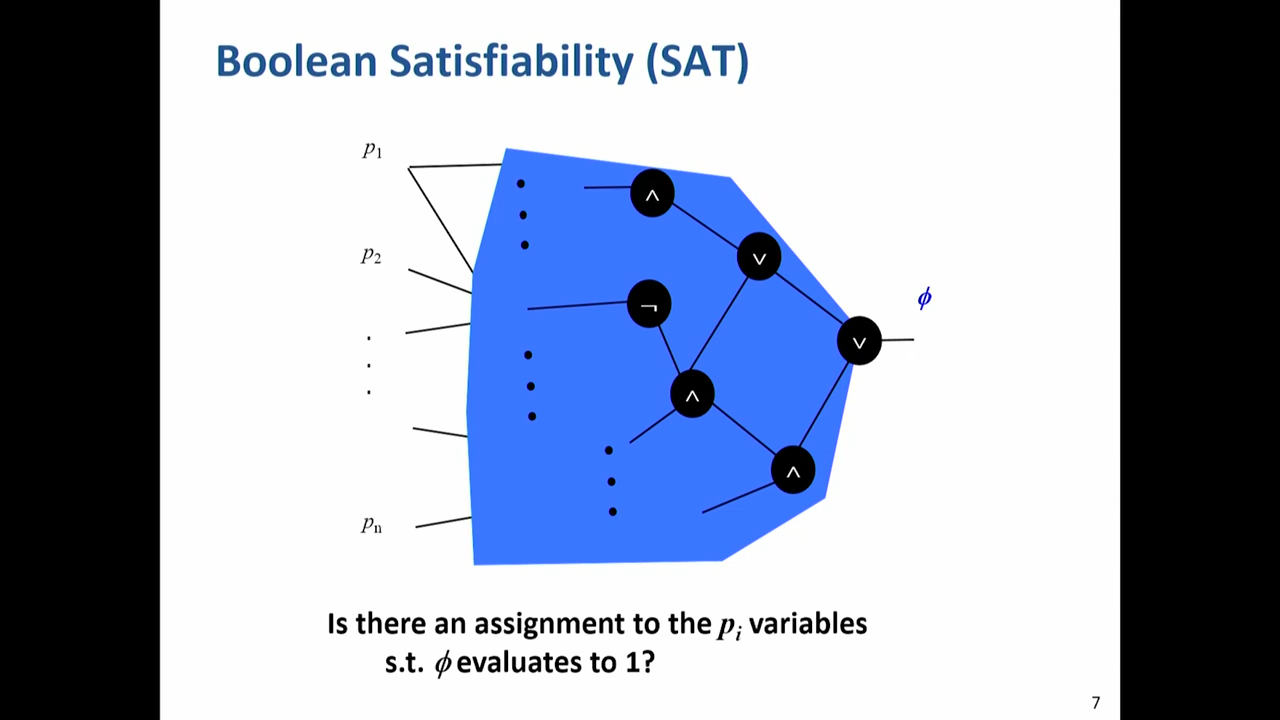 Boolean Satisfiability (SAT)
p1
∧
p2
∨
ϕ
¬
∨
∧
∧
pn
Is there an assignment to the pi variables
s.t. ϕ evaluates to 1?
7